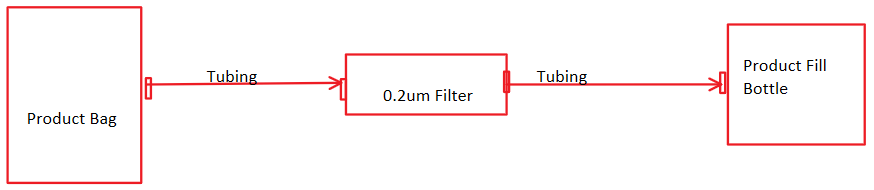 Product Bag
Tubing
0.2um Filter
Tubing
Product Fill
Bottle